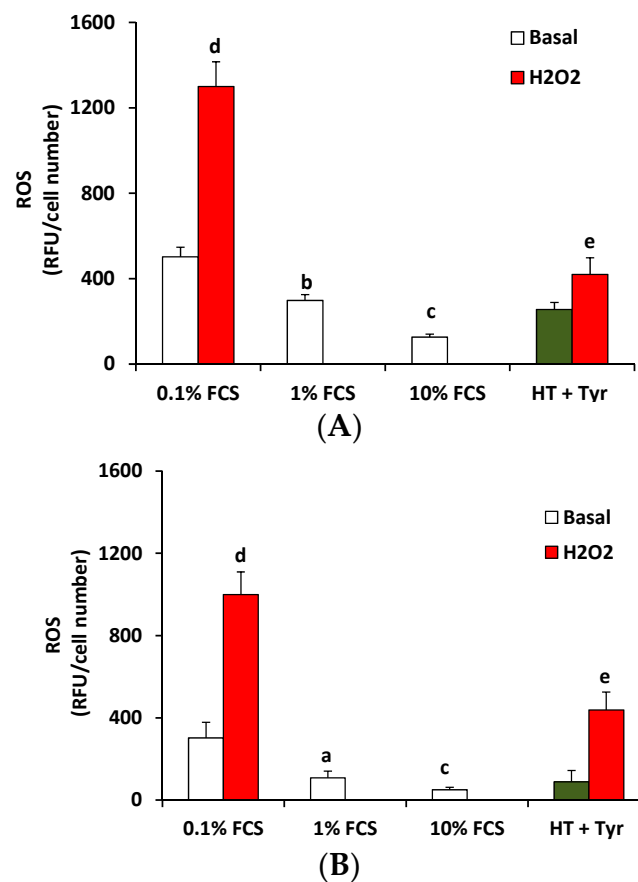 1600
1200
800
400
0
ROS
(RFU/cell number)
d
b
c
e
Basal
H2O2
0.1% FCS 1% FCS 10% FCS HT + Tyr
(A)
1600
1200
800
400
0
ROS
(RFU/cell number)
d
a
c
e
Basal
H2O2
0.1% FCS 1% FCS 10% FCS HT + Tyr
(B)